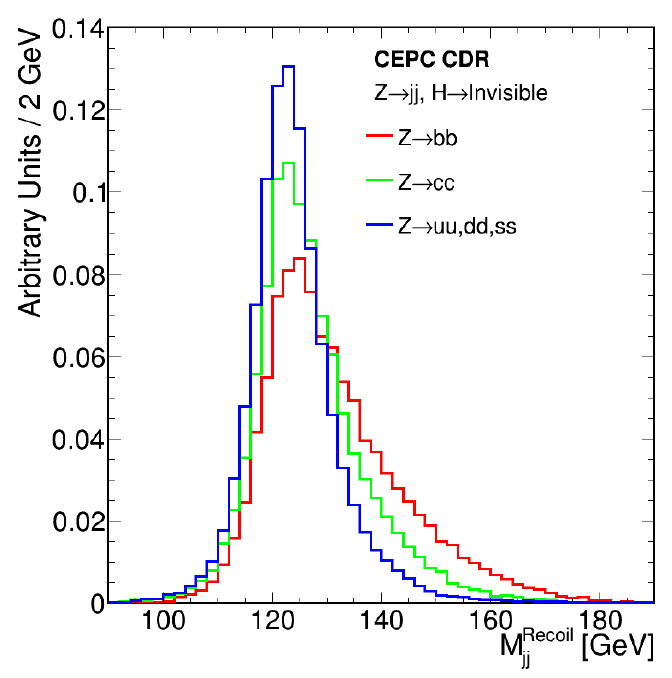 0.14
0.12
0.1
0.08
0.06
0.04
0.02
0
Arbitrary Units / 2 GeV
CEPC CDR
Z→jj, H→Invisible
Z→bb
Z→cc
Z→uu,dd,ss
100 120 140 160 180
M_jj^Recoil [GeV]